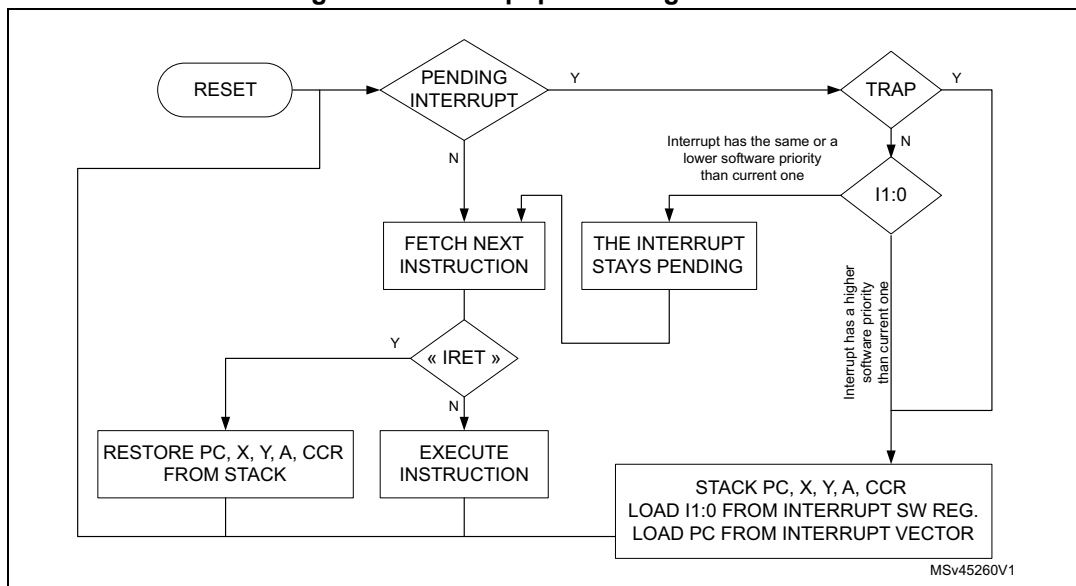 RESET
PENDING
INTERRUPT
Y
TRAP
Y
N
N
Interrupt has the same or a
lower software priority
than current one
I1:0
FETCH NEXT
INSTRUCTION
THE INTERRUPT
STAYS PENDING
Interrupt has a higher
software priority
than current one
Y
« IRET »
N
RESTORE PC, X, Y, A, CCR
FROM STACK
EXECUTE
INSTRUCTION
STACK PC, X, Y, A, CCR
LOAD I1:0 FROM INTERRUPT SW REG.
LOAD PC FROM INTERRUPT VECTOR
MSv45260V1